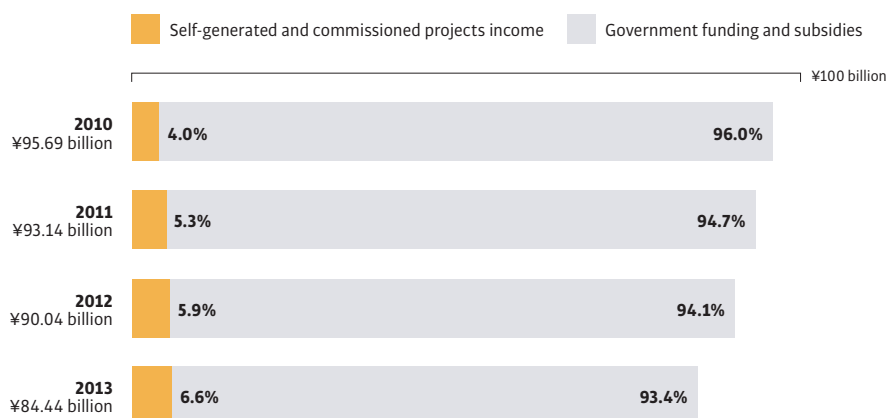 Self-generated and commissioned projects income
Government funding and subsidies
¥100 billion
2010
¥95.69 billion
4.0%
96.0%
2011
¥93.14 billion
5.3%
94.7%
2012
¥90.04 billion
5.9%
94.1%
2013
¥84.44 billion
6.6%
93.4%